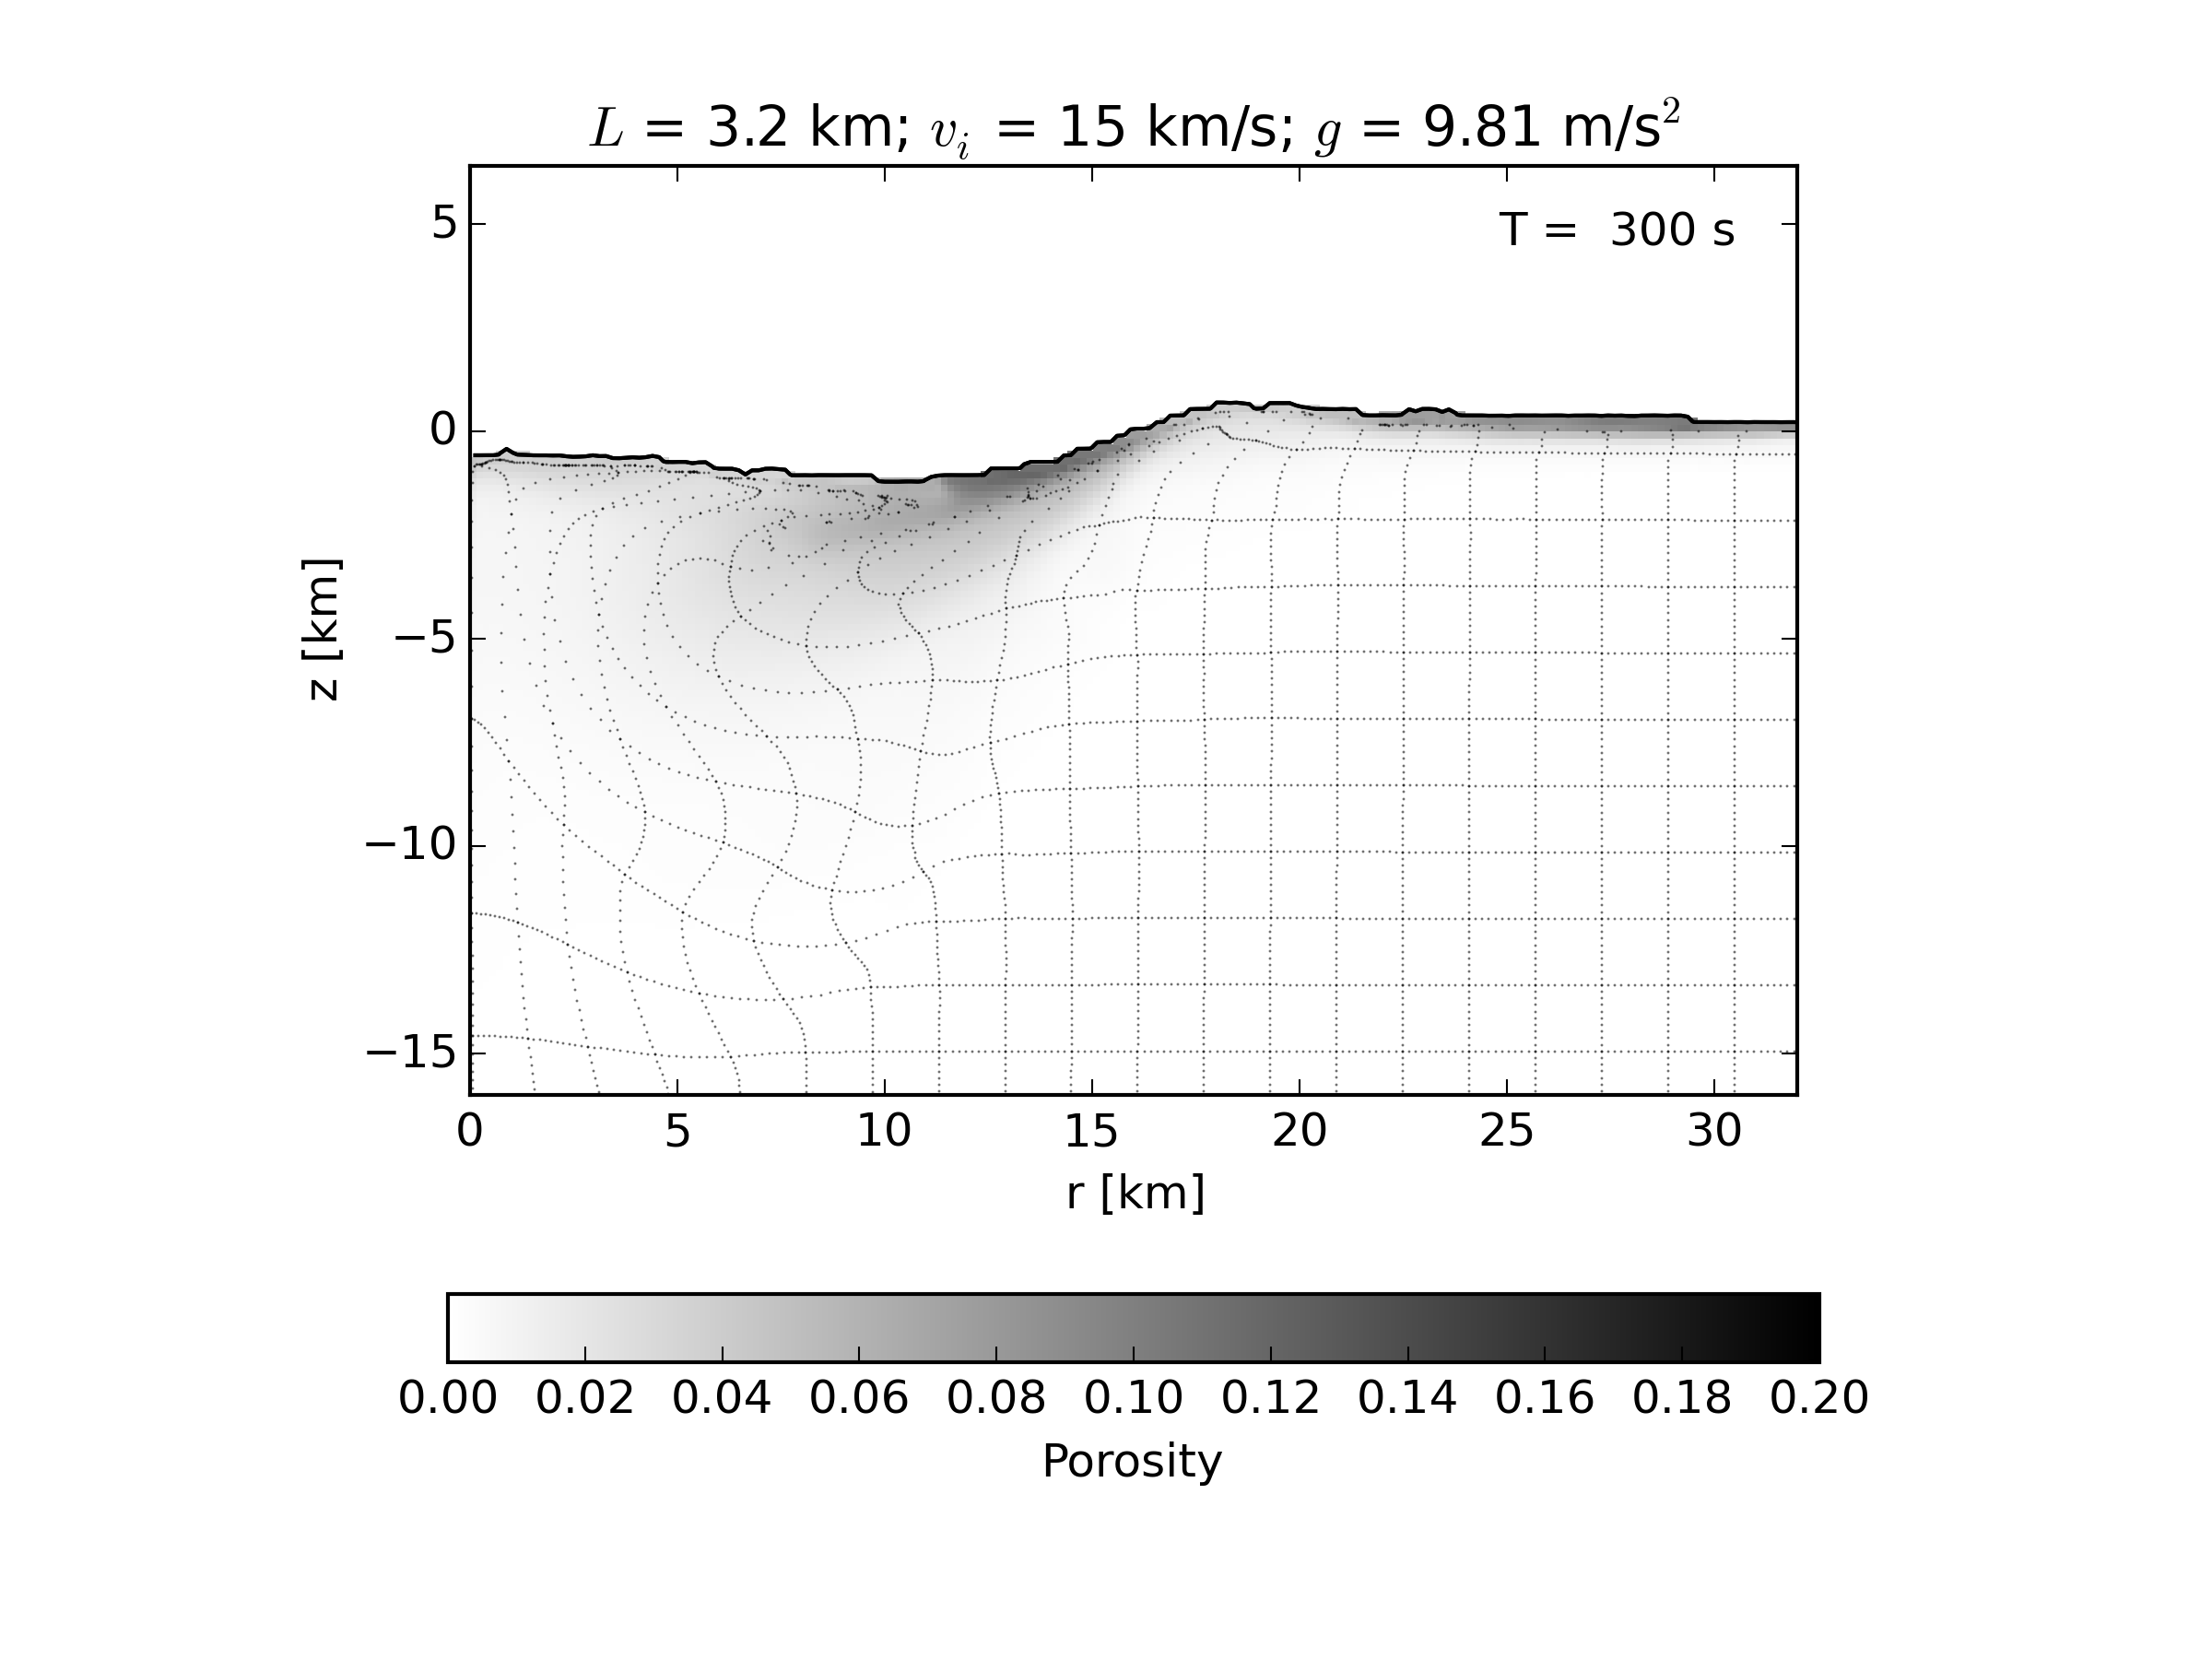 L = 3.2 km; v_i = 15 km/s; g = 9.81 m/s²
T = 300 s
5
0
−5
−10
−15
z [km]
0 5 10 15 20 25 30
r [km]
0.00 0.02 0.04 0.06 0.08 0.10 0.12 0.14 0.16 0.18 0.20
Porosity